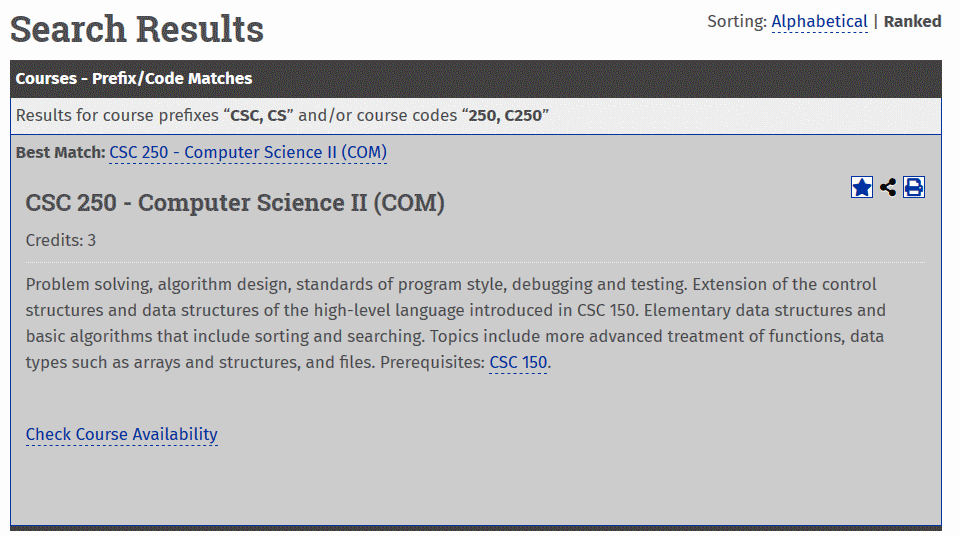 Search Results
Sorting: Alphabetical | Ranked
Courses - Prefix/Code Matches
Results for course prefixes “CSC, CS” and/or course codes “250, C250”
Best Match: CSC 250 - Computer Science II (COM)
CSC 250 - Computer Science II (COM)
Credits: 3
Problem solving, algorithm design, standards of program style, debugging and testing. Extension of the control
structures and data structures of the high-level language introduced in CSC 150. Elementary data structures and
basic algorithms that include sorting and searching. Topics include more advanced treatment of functions, data
types such as arrays and structures, and files. Prerequisites: CSC 150.
Check Course Availability